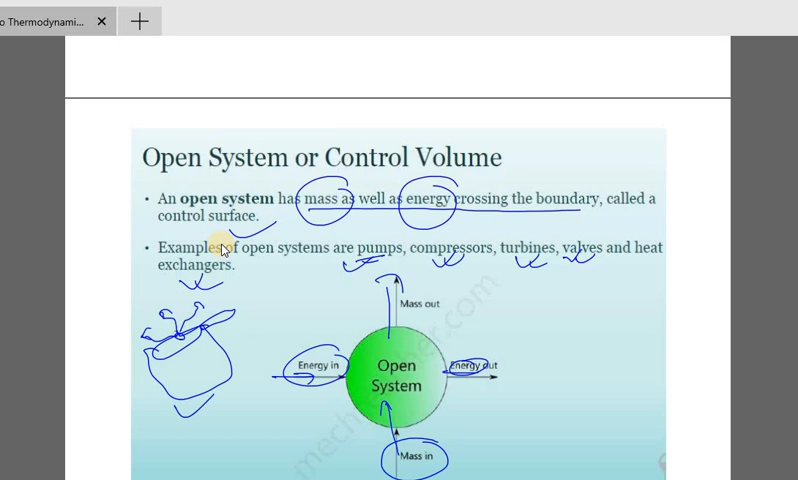 o Thermodynami...
Open System or Control Volume
• An open system has mass as well as energy crossing the boundary, called a
control surface.
• Examples of open systems are pumps, compressors, turbines, valves and heat
exchangers.
Mass out
Energy in
Open
System
Energy out
Mass in